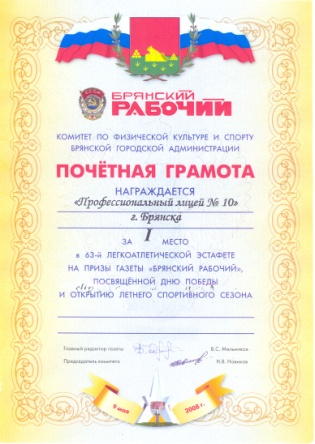 БРЯНСКИЙ
РАБОЧИЙ
КОМИТЕТ ПО ФИЗИЧЕСКОЙ КУЛЬТУРЕ И СПОРТУ
БРЯНСКОЙ ГОРОДСКОЙ АДМИНИСТРАЦИИ
ПОЧЁТНАЯ ГРАМОТА
НАГРАЖДАЕТСЯ
«Профессиональный лицей № 10»
г. Брянска
ЗА I МЕСТО
в 63-й ЛЕГКОАТЛЕТИЧЕСКОЙ ЭСТАФЕТЕ
НА ПРИЗЫ ГАЗЕТЫ «БРЯНСКИЙ РАБОЧИЙ»,
ПОСВЯЩЁННОЙ ДНЮ ПОБЕДЫ
И ОТКРЫТИЮ ЛЕТНЕГО СПОРТИВНОГО СЕЗОНА
Главный редактор газеты
Председатель комитета
Н.В. Новиков
9 мая
2008 г.